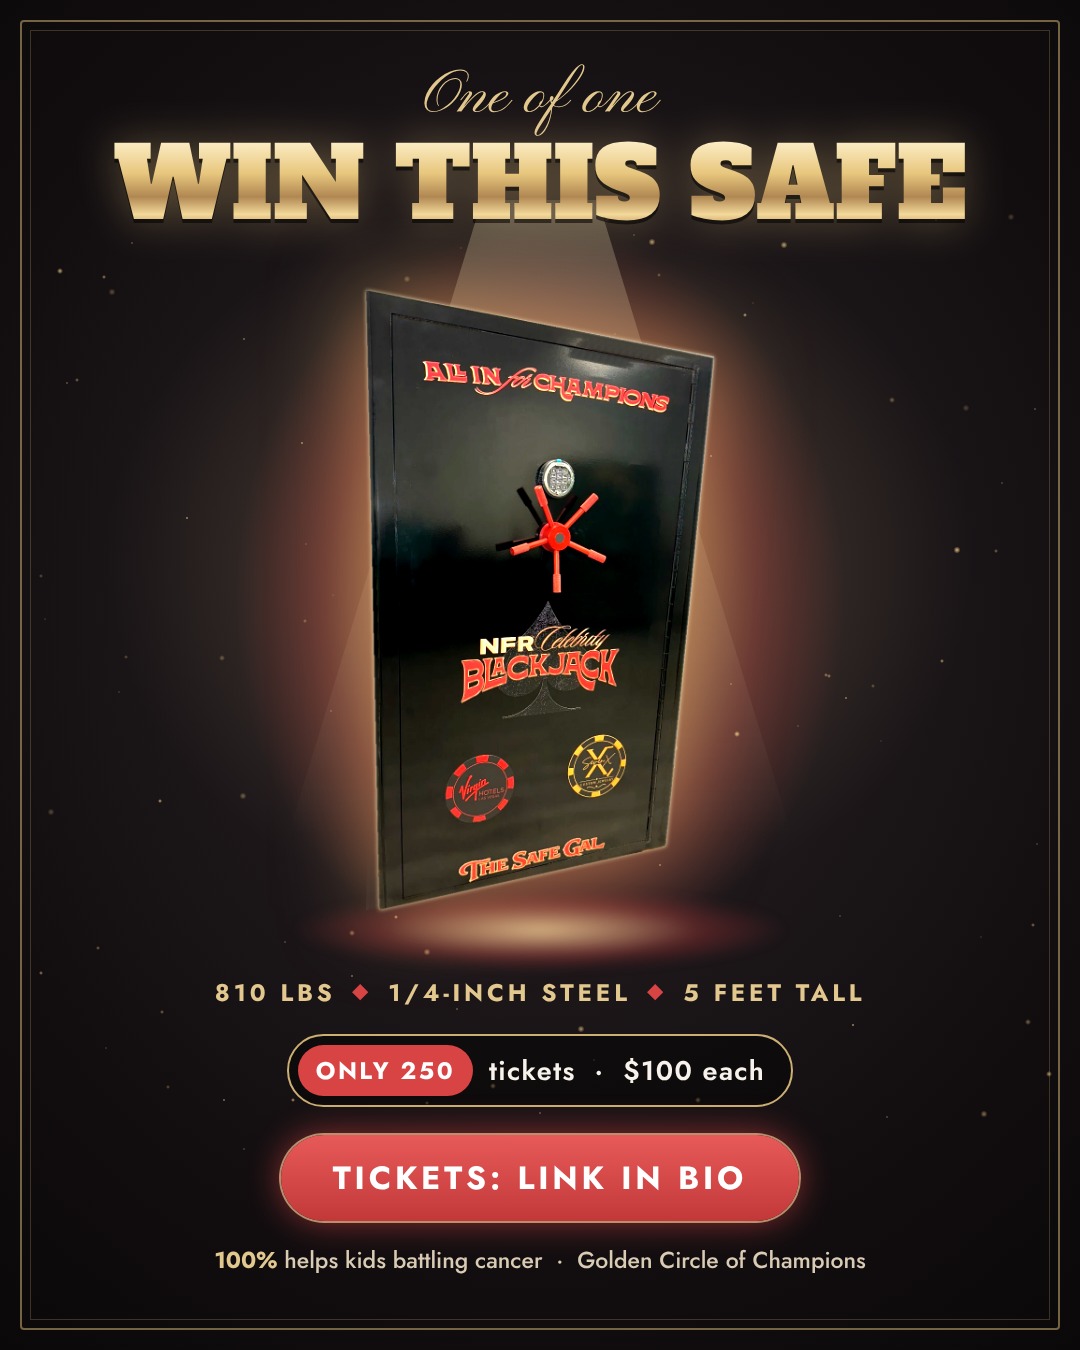 One of one
WIN THIS SAFE
ALL IN for CHAMPIONS
NFR Celebrity
BLACKJACK
Virgin
HOTELS
LAS VEGAS
THE SAFE GAL
810 LBS ◆ 1/4-INCH STEEL ◆ 5 FEET TALL
ONLY 250 tickets · $100 each
TICKETS: LINK IN BIO
100% helps kids battling cancer · Golden Circle of Champions